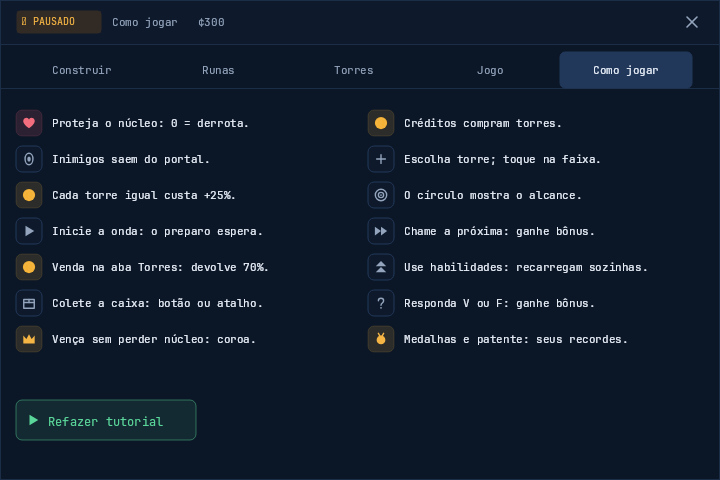 PAUSADO Como jogar ₵300
Construir Runas Torres Jogo Como jogar
Proteja o núcleo: 0 = derrota.
Créditos compram torres.
Inimigos saem do portal.
Escolha torre; toque na faixa.
Cada torre igual custa +25%.
O círculo mostra o alcance.
Inicie a onda: o preparo espera.
Chame a próxima: ganhe bônus.
Venda na aba Torres: devolve 70%.
Use habilidades: recarregam sozinhas.
Colete a caixa: botão ou atalho.
Responda V ou F: ganhe bônus.
Vença sem perder núcleo: coroa.
Medalhas e patente: seus recordes.
Refazer tutorial